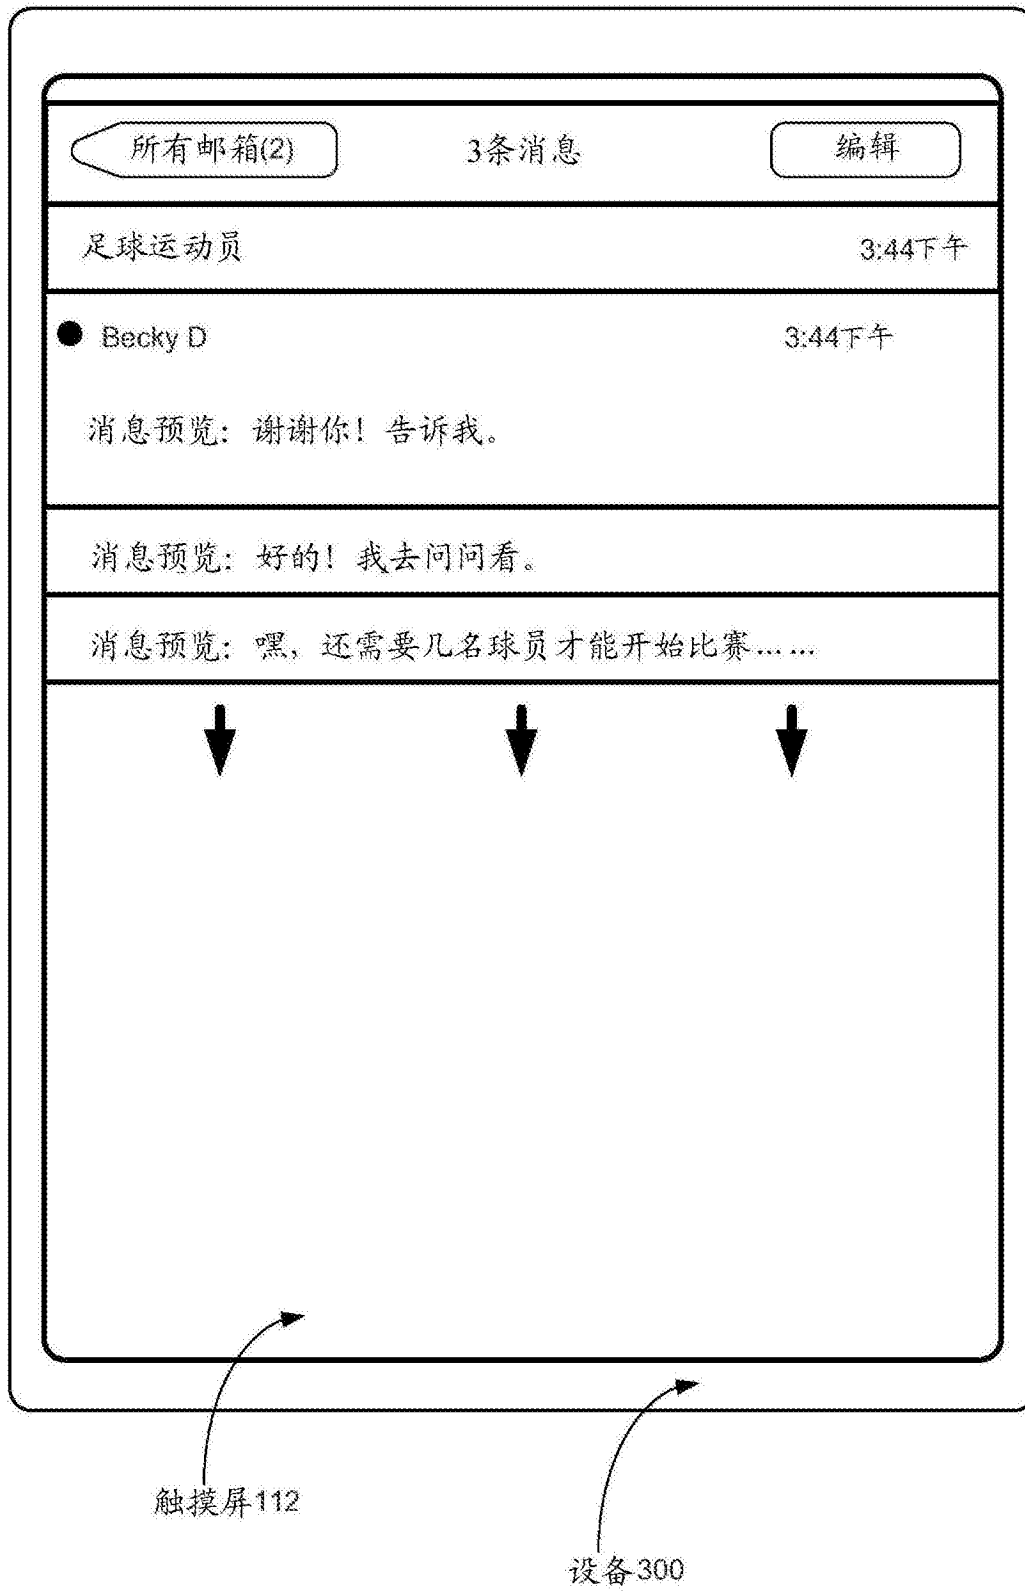 所有邮箱(2) 3条消息 编辑
足球运动员 3:44下午
Becky D 3:44下午
消息预览：谢谢你！告诉我。
消息预览：好的！我去问问看。
消息预览：嘿，还需要几名球员才能开始比赛……
触摸屏112
设备300